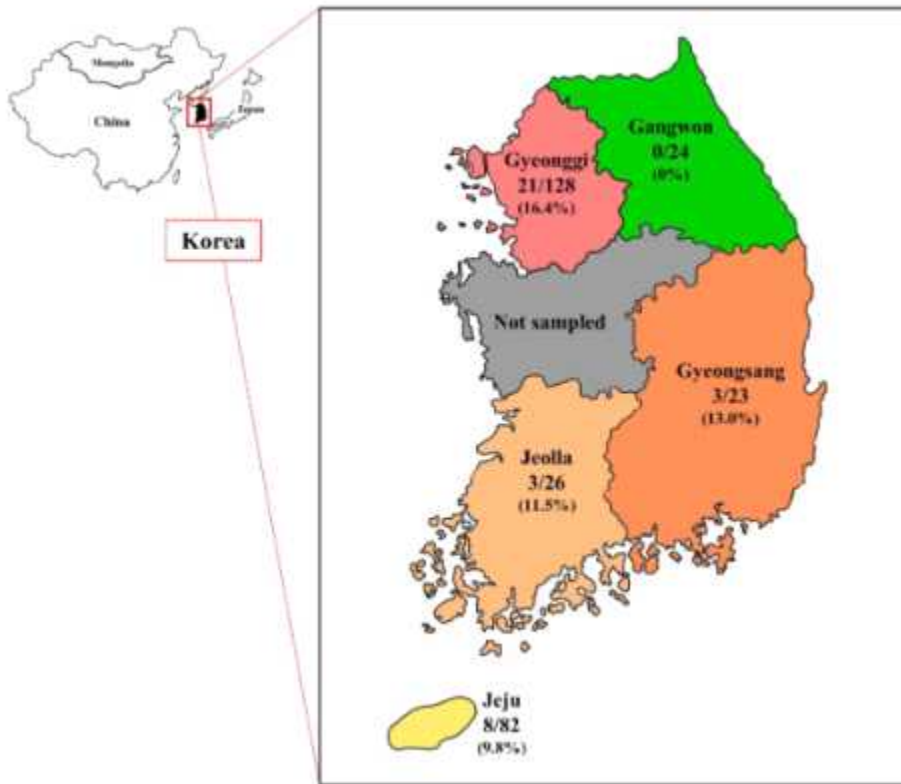 Mongolia
China
Japan
Korea
Gangwon
0/24
(0%)
Gyeonggi
21/128
(16.4%)
Not sampled
Gyeongsang
3/23
(13.0%)
Jeolla
3/26
(11.5%)
Jeju
8/82
(9.8%)